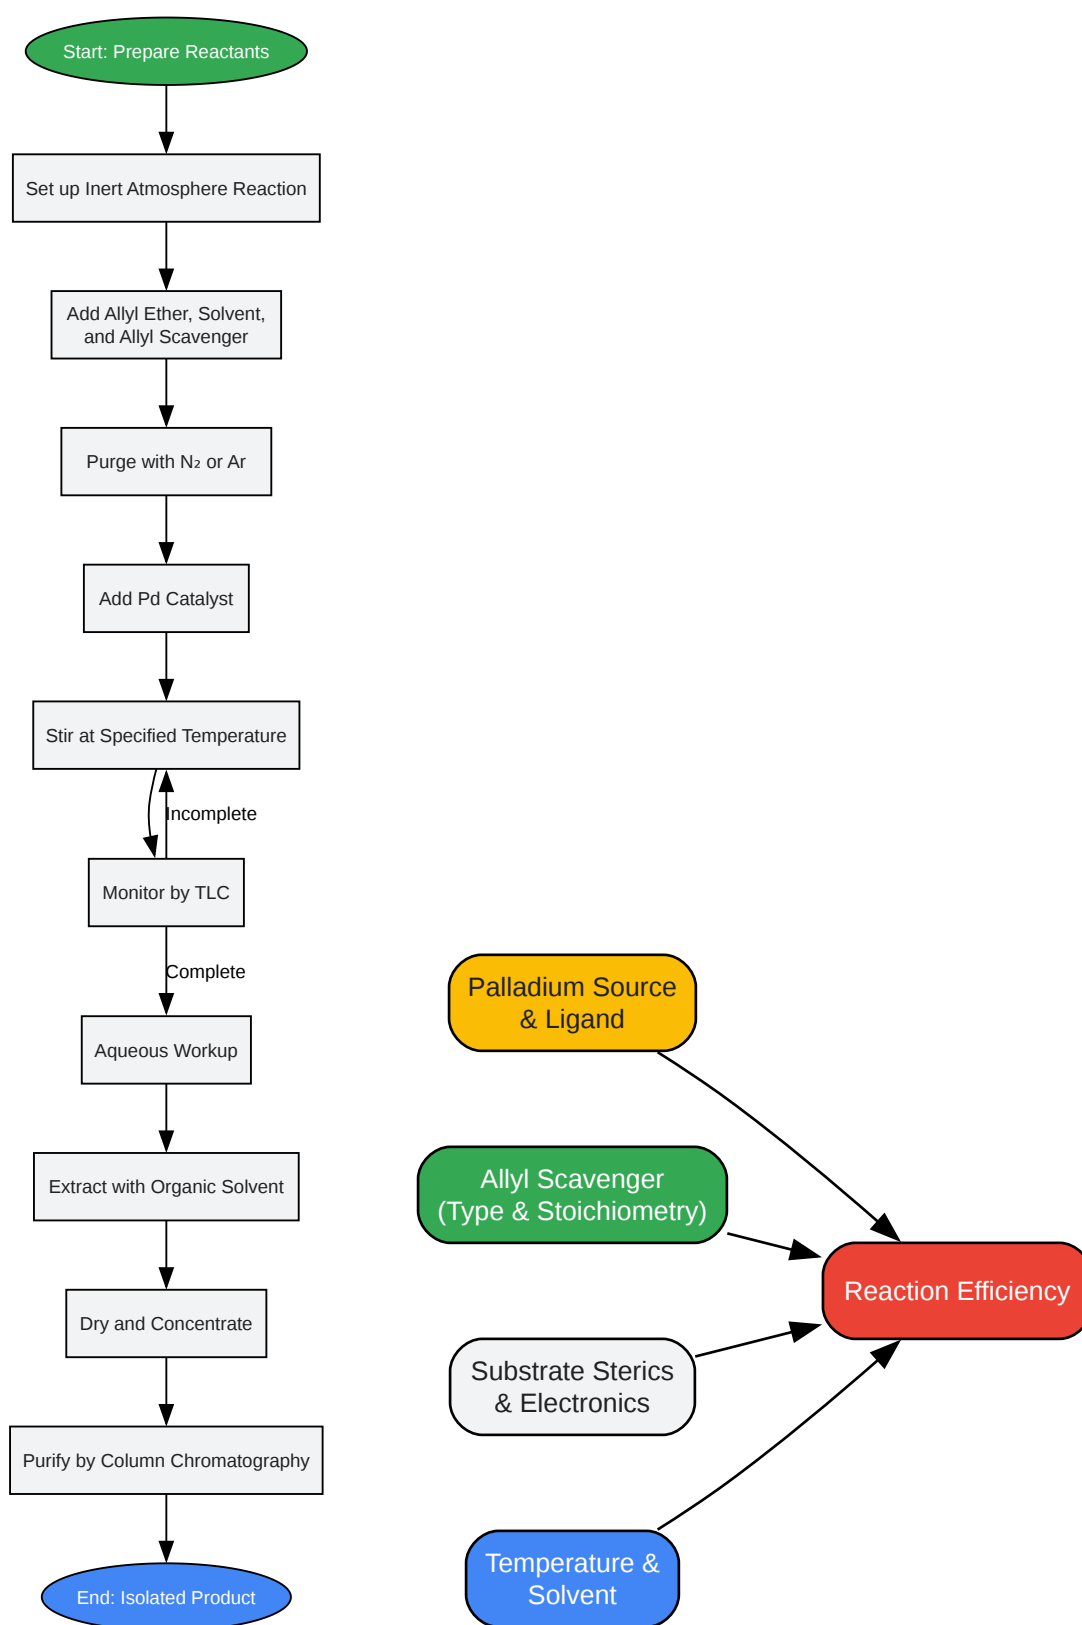 Start: Prepare Reactants
Set up Inert Atmosphere Reaction
Add Allyl Ether, Solvent,
and Allyl Scavenger
Purge with N₂ or Ar
Add Pd Catalyst
Stir at Specified Temperature
Incomplete
Monitor by TLC
Complete
Aqueous Workup
Extract with Organic Solvent
Dry and Concentrate
Purify by Column Chromatography
End: Isolated Product
Palladium Source
& Ligand
Allyl Scavenger
(Type & Stoichiometry)
Reaction Efficiency
Substrate Sterics
& Electronics
Temperature &
Solvent